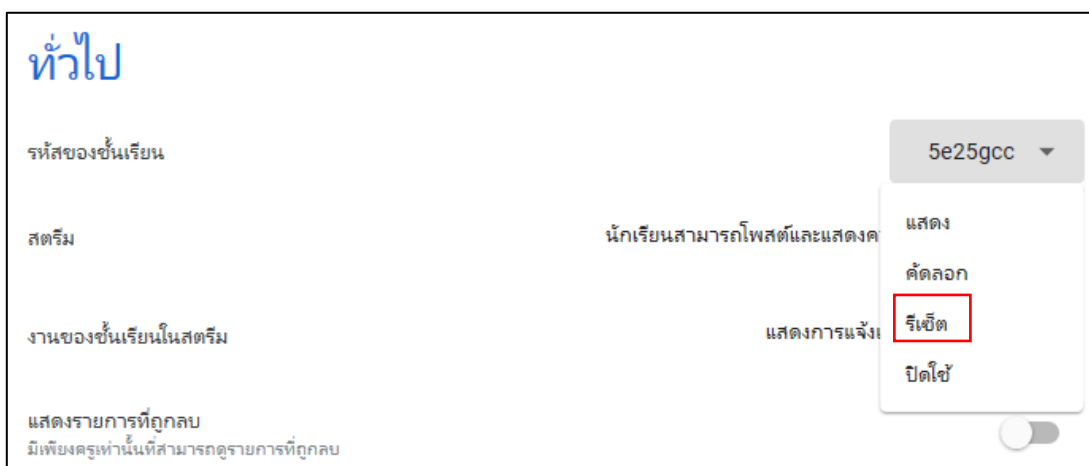 ทั่วไป
รหัสของชั้นเรียน
5e25gcc
สตรีม
นักเรียนสามารถโพสต์และแสดงค
แสดง
คัดลอก
งานของชั้นเรียนในสตรีม
แสดงการแจ้งเ
รีเซ็ต
ปิดใช้
แสดงรายการที่ถูกลบ
มีเพียงครูเท่านั้นที่สามารถดูรายการที่ถูกลบ